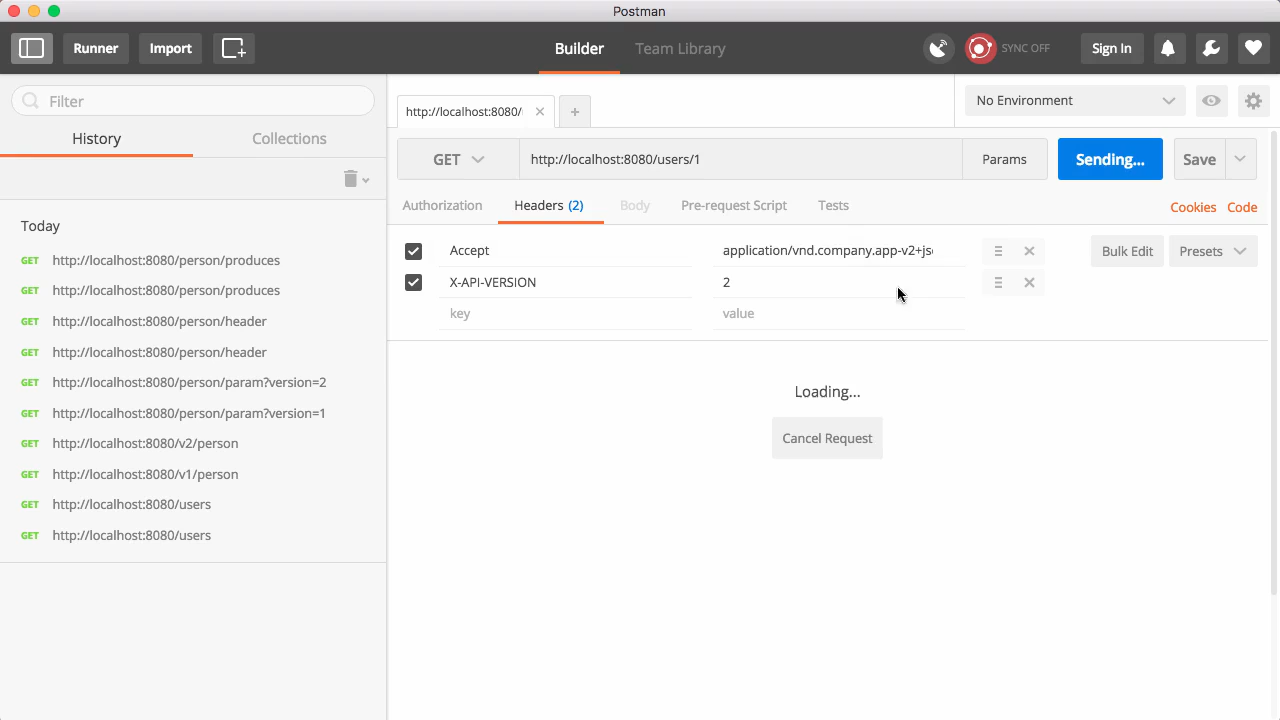 Postman
Runner
Import
Builder
Team Library
SYNC OFF
Sign In
Filter
History
Collections
Today
GET http://localhost:8080/person/produces
GET http://localhost:8080/person/produces
GET http://localhost:8080/person/header
GET http://localhost:8080/person/header
GET http://localhost:8080/person/param?version=2
GET http://localhost:8080/person/param?version=1
GET http://localhost:8080/v2/person
GET http://localhost:8080/v1/person
GET http://localhost:8080/users
GET http://localhost:8080/users
http://localhost:8080/
No Environment
GET http://localhost:8080/users/1 Params Sending... Save
Authorization Headers (2) Body Pre-request Script Tests Cookies Code
Accept application/vnd.company.app-v2+js Bulk Edit Presets
X-API-VERSION 2
key value
Loading...
Cancel Request